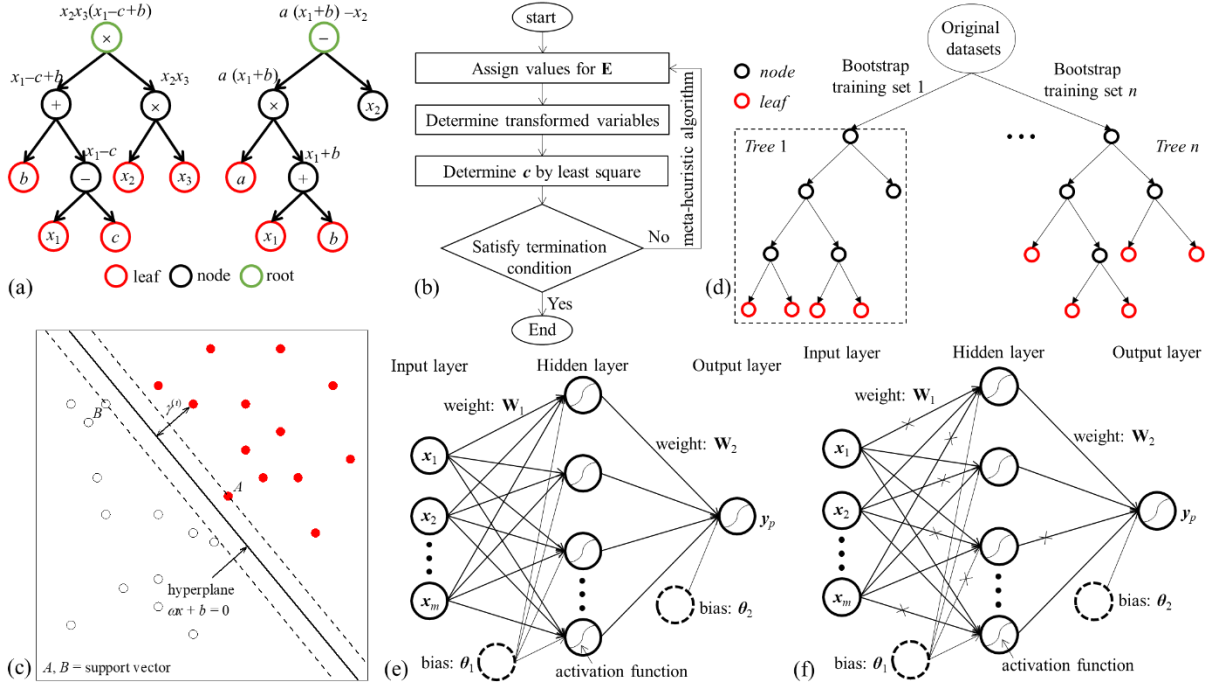 x₂x₃(x₁–c+b)
×
x₁–c+b
+
x₂x₃
×
x₁–c
b
–
x₂
x₃
x₁
c
a (x₁+b) –x₂
–
a (x₁+b)
×
x₂
x₁+b
a
+
x₁
b
leaf
node
root
(a)
start
Assign values for E
Determine transformed variables
Determine c by least square
Satisfy termination
condition
No
meta-heuristic algorithm
Yes
End
(b)
Original
datasets
node
leaf
Bootstrap
training set 1
Bootstrap
training set n
Tree 1
Tree n
(d)
B
A
hyperplane
ωx + b = 0
A, B = support vector
(c)
Input layer
Hidden layer
Output layer
weight: W₁
weight: W₂
x₁
x₂
xₘ
yₚ
bias: θ₂
bias: θ₁
activation function
(e)
Input layer
Hidden layer
Output layer
weight: W₁
weight: W₂
x₁
x₂
xₘ
yₚ
bias: θ₂
bias: θ₁
activation function
(f)